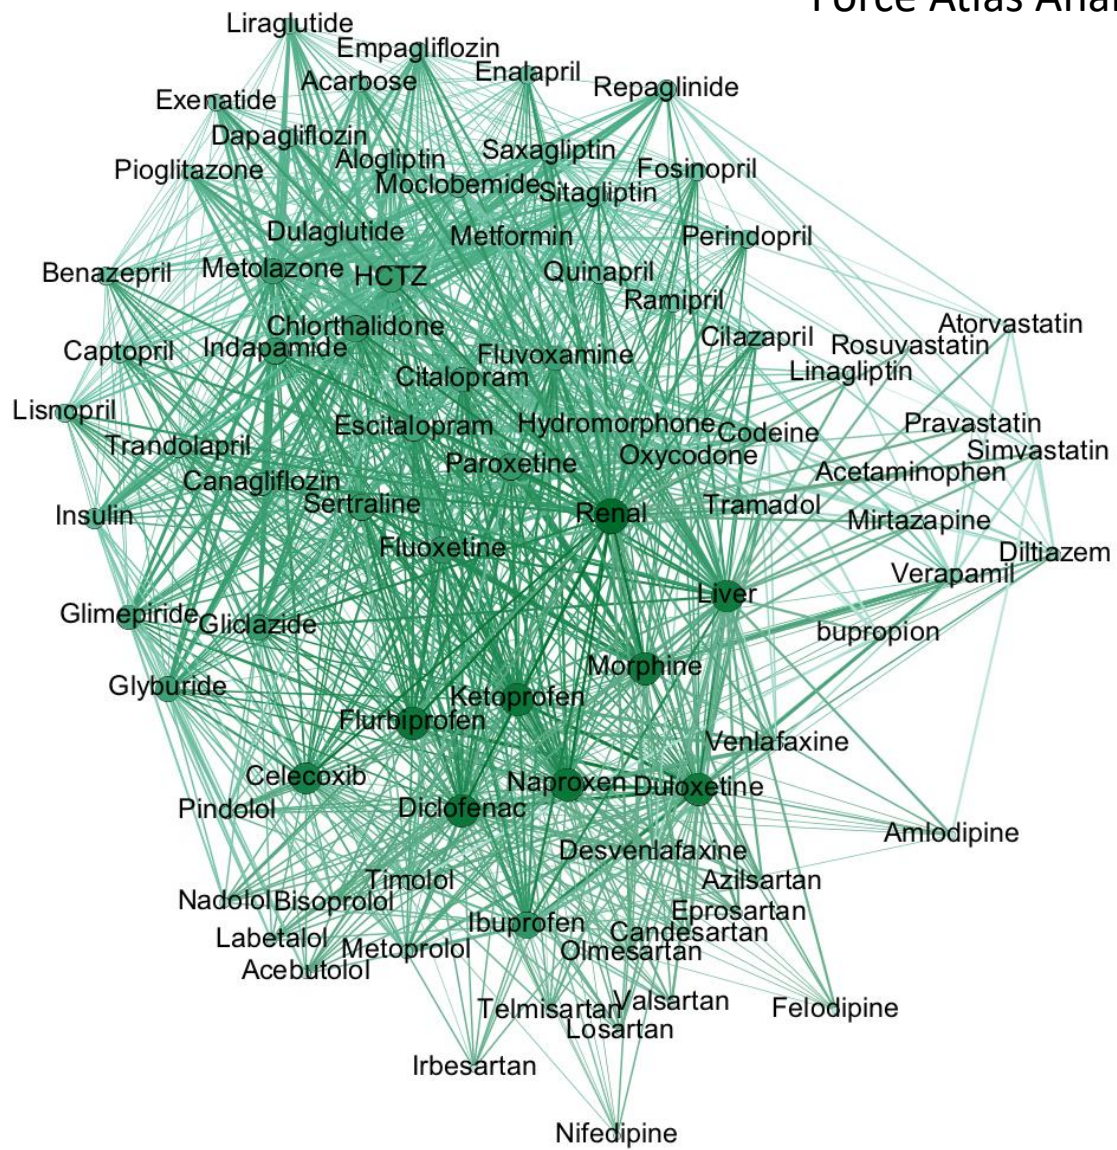 Force Atlas Anal
Liraglutide
Empagliflozin
Acarbose
Enalapril
Repaglinide
Exenatide
Dapagliflozin
Alogliptin
Saxagliptin
Pioglitazone
Moclobemide
Sitagliptin
Fosinopril
Dulaglutide
Metformin
Perindopril
Benazepril
Metolazone
HCTZ
Quinapril
Ramipril
Chlorthalidone
Atorvastatin
Cilazapril
Rosuvastatin
Captopril
Indapamide
Fluvoxamine
Citalopram
Linagliptin
Lisnopril
Escitalopram
Hydromorphone
Codeine
Pravastatin
Trandolapril
Simvastatin
Paroxetine
Oxycodone
Acetaminophen
Canagliflozin
Sertraline
Tramadol
Insulin
Renal
Mirtazapine
Fluoxetine
Diltiazem
Verapamil
Liver
Glimepiride
Gliclazide
bupropion
Morphine
Glyburide
Ketoprofen
Flurbiprofen
Venlafaxine
Celecoxib
Naproxen
Duloxetine
Pindolol
Diclofenac
Amlodipine
Desvenlafaxine
Timolol
Azilsartan
Nadolol
Bisoprolol
Eprosartan
Ibuprofen
Candesartan
Labetalol
Metoprolol
Olmesartan
Acebutolol
Telmisartan
Valsartan
Felodipine
Losartan
Irbesartan
Nifedipine